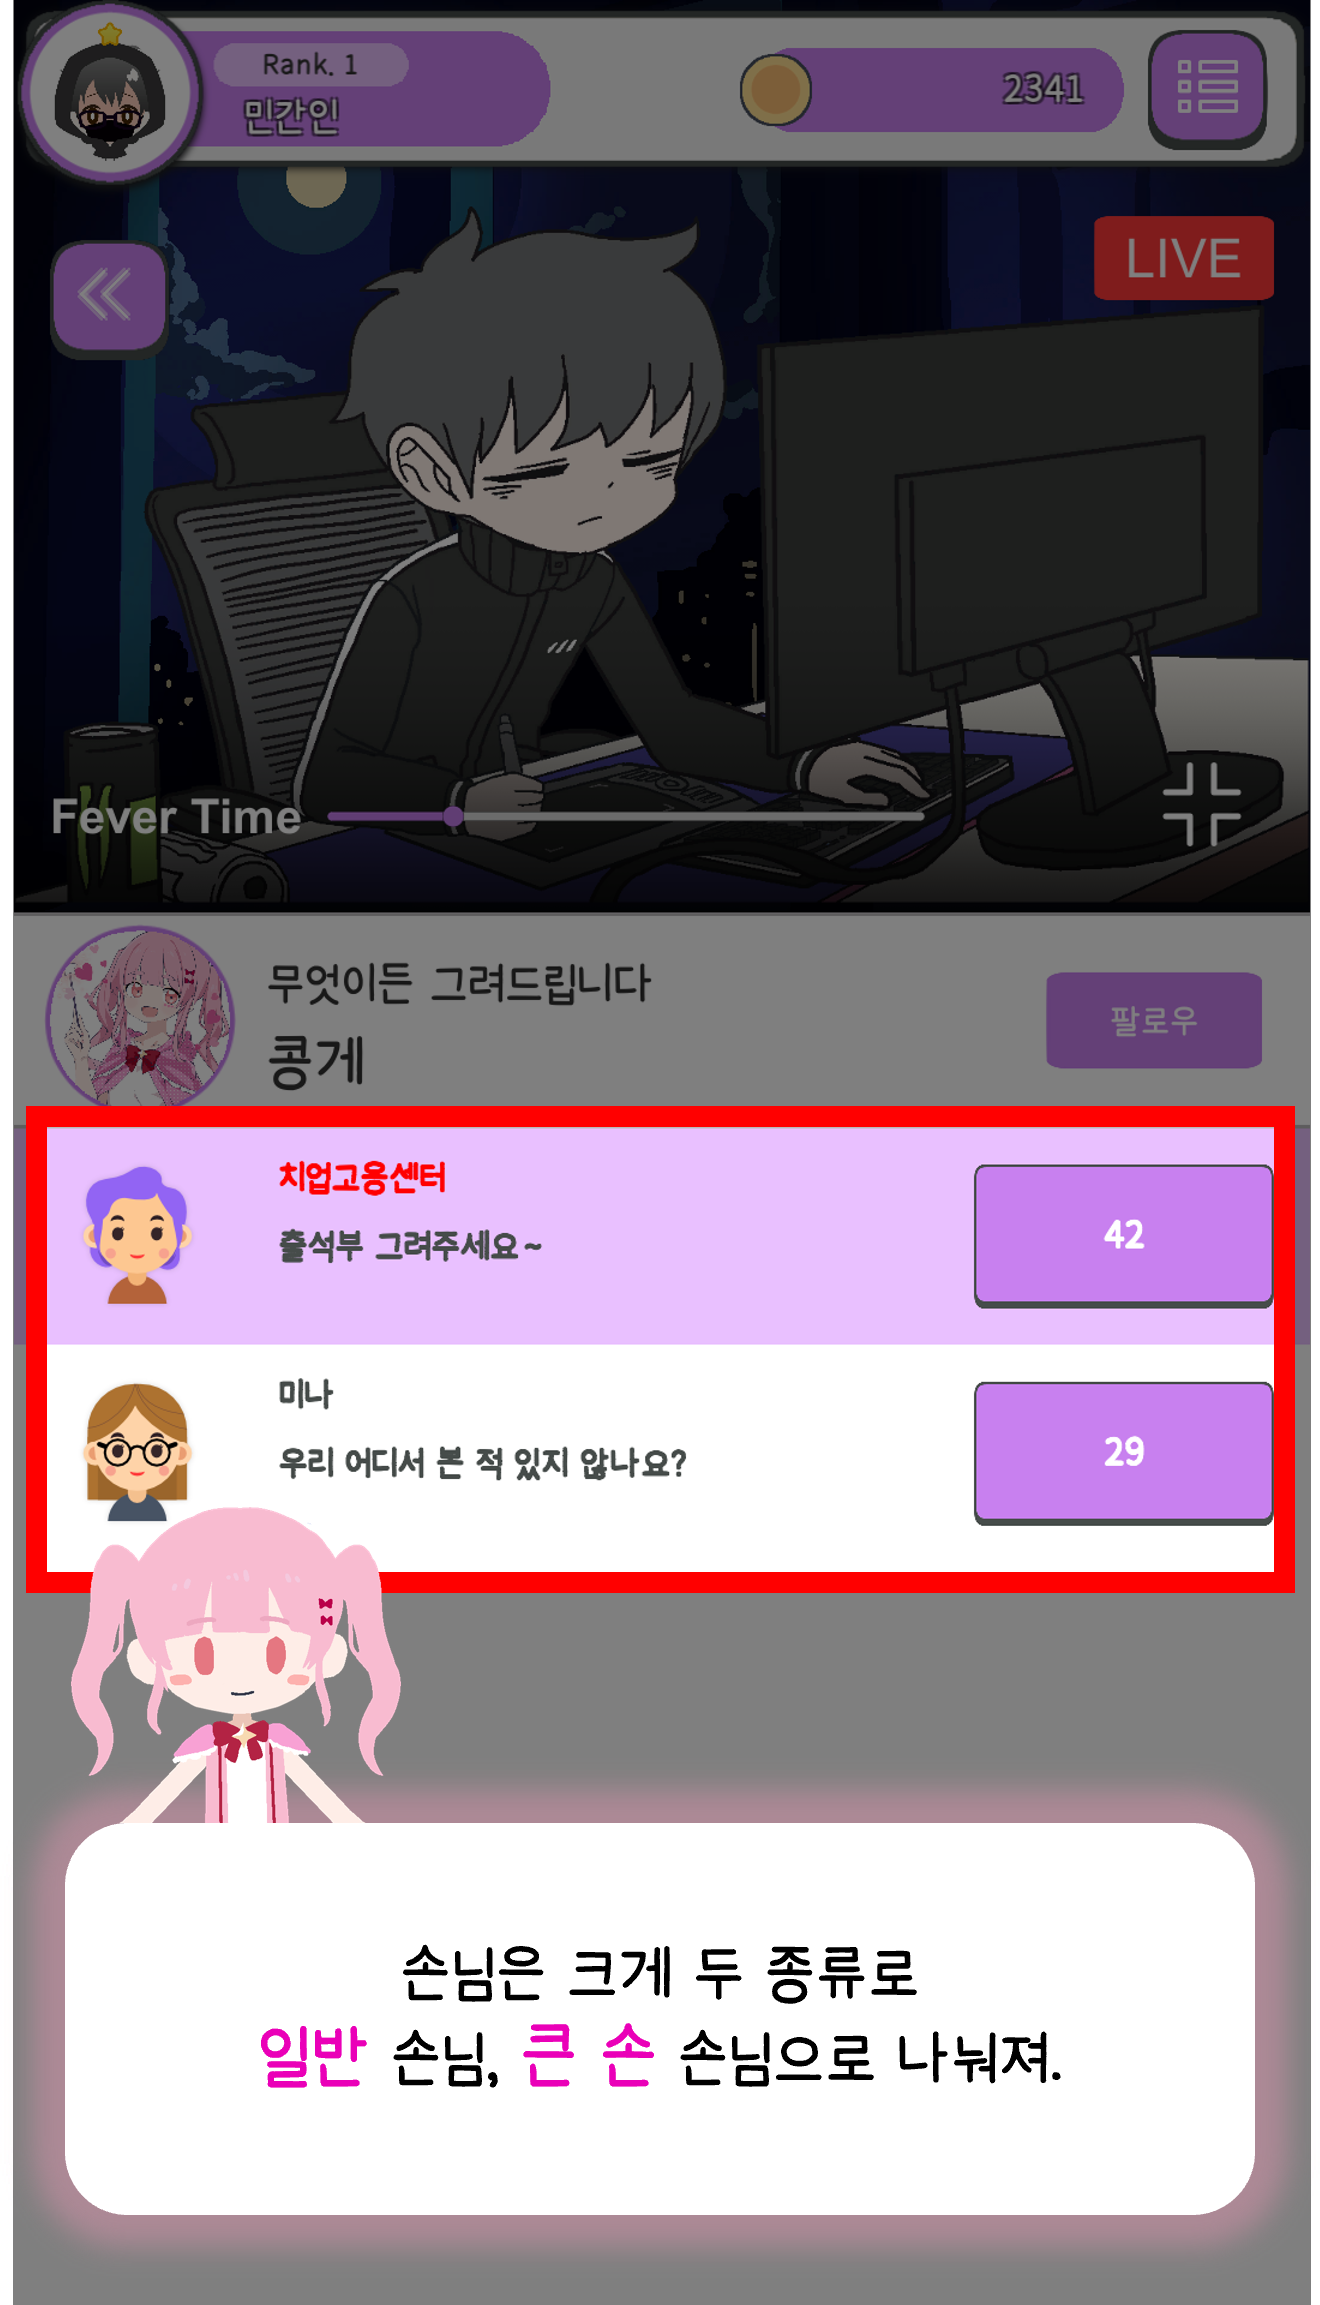 Rank. 1
민간인
2341
LIVE
Fever Time
무엇이든 그려드립니다
콩게
팔로우
치업고용센터
출석부 그려주세요~
42
미나
우리 어디서 본 적 있지 않나요?
29
손님은 크게 두 종류로
일반 손님, 큰 손 손님으로 나눠져.